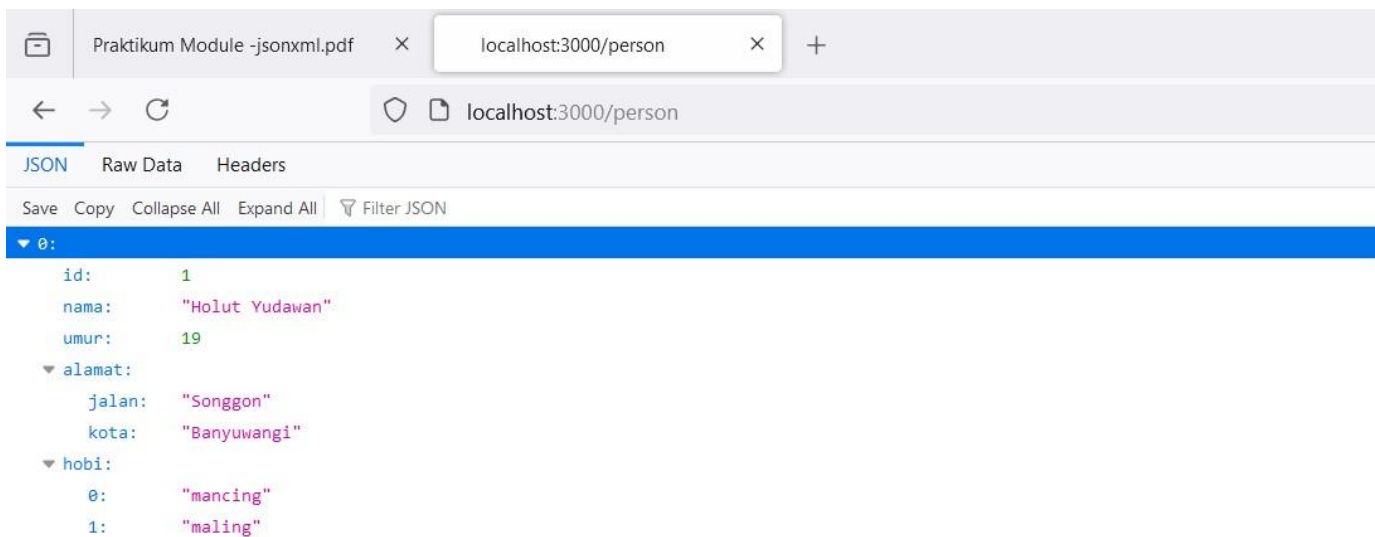 Praktikum Module -jsonxml.pdf localhost:3000/person
localhost:3000/person
JSON Raw Data Headers
Save Copy Collapse All Expand All Filter JSON
0:
id: 1
nama: "Holut Yudawan"
umur: 19
alamat:
jalan: "Songgon"
kota: "Banyuwangi"
hobi:
0: "mancing"
1: "maling"